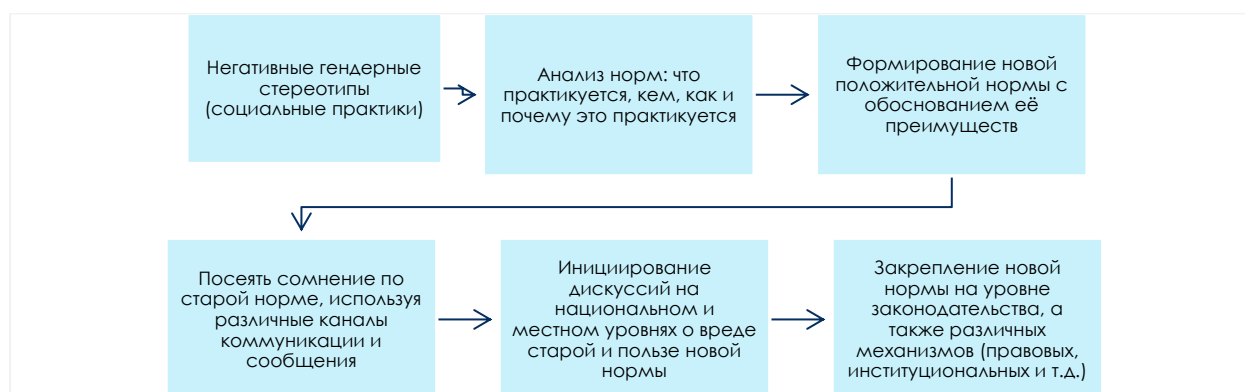 Негативные гендерные
стереотипы
(социальные практики)
Анализ норм: что
практикуется, кем, как и
почему это практикуется
Формирование новой
положительной нормы с
обоснованием её
преимуществ
Посеять сомнение по
старой норме, используя
различные каналы
коммуникации и
сообщения
Инициирование
дискуссий на
национальном и
местном уровнях о вреде
старой и пользе новой
нормы
Закрепление новой
нормы на уровне
законодательства, а
также различных
механизмов (правовых,
институциональных и т.д.)